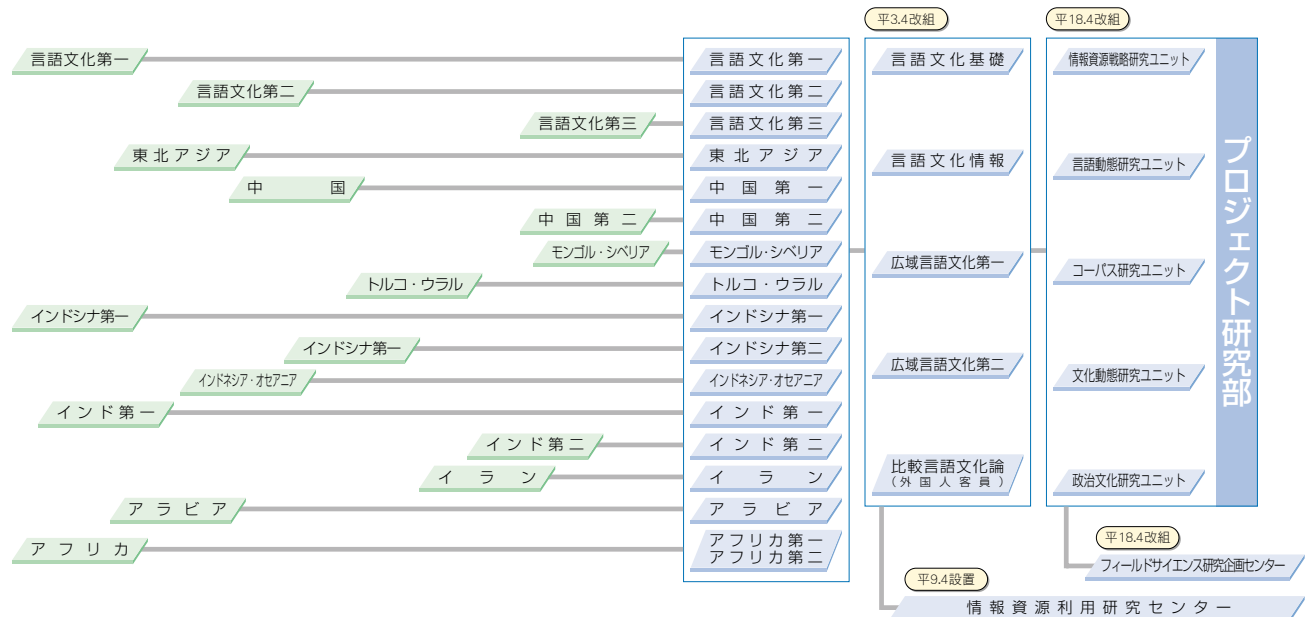 平3.4改組
平18.4改組
言語文化第一
言語文化第一
言語文化基礎
情報資源戦略研究ユニット
言語文化第二
言語文化第二
言語文化第三
言語文化第三
東北アジア
東北アジア
言語文化情報
言語動態研究ユニット
中国
中国第一
中国第二
中国第二
モンゴル・シベリア
モンゴル・シベリア
広域言語文化第一
コーパス研究ユニット
トルコ・ウラル
トルコ・ウラル
インドシナ第一
インドシナ第一
インドシナ第一
インドシナ第二
広域言語文化第二
文化動態研究ユニット
インドネシア・オセアニア
インドネシア・オセアニア
インド第一
インド第一
インド第二
インド第二
イラン
イラン
比較言語文化論
（外国人客員）
政治文化研究ユニット
アラビア
アラビア
アフリカ
アフリカ第一
アフリカ第二
プロジェクト研究部
平18.4改組
フィールドサイエンス研究企画センター
平9.4設置
情報資源利用研究センター